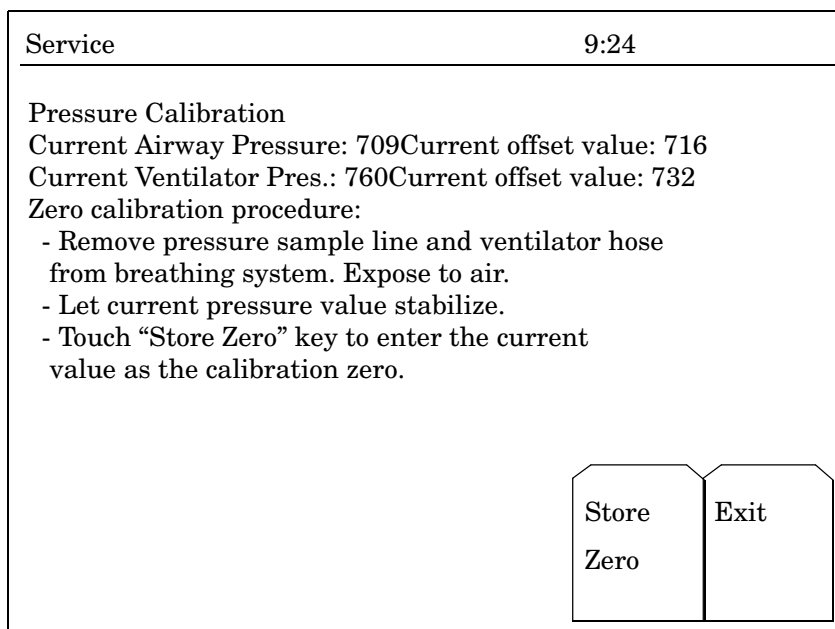 Service 9:24
Pressure Calibration
Current Airway Pressure: 709Current offset value: 716
Current Ventilator Pres.: 760Current offset value: 732
Zero calibration procedure:
- Remove pressure sample line and ventilator hose
from breathing system. Expose to air.
- Let current pressure value stabilize.
- Touch “Store Zero” key to enter the current
value as the calibration zero.
Store
Zero
Exit